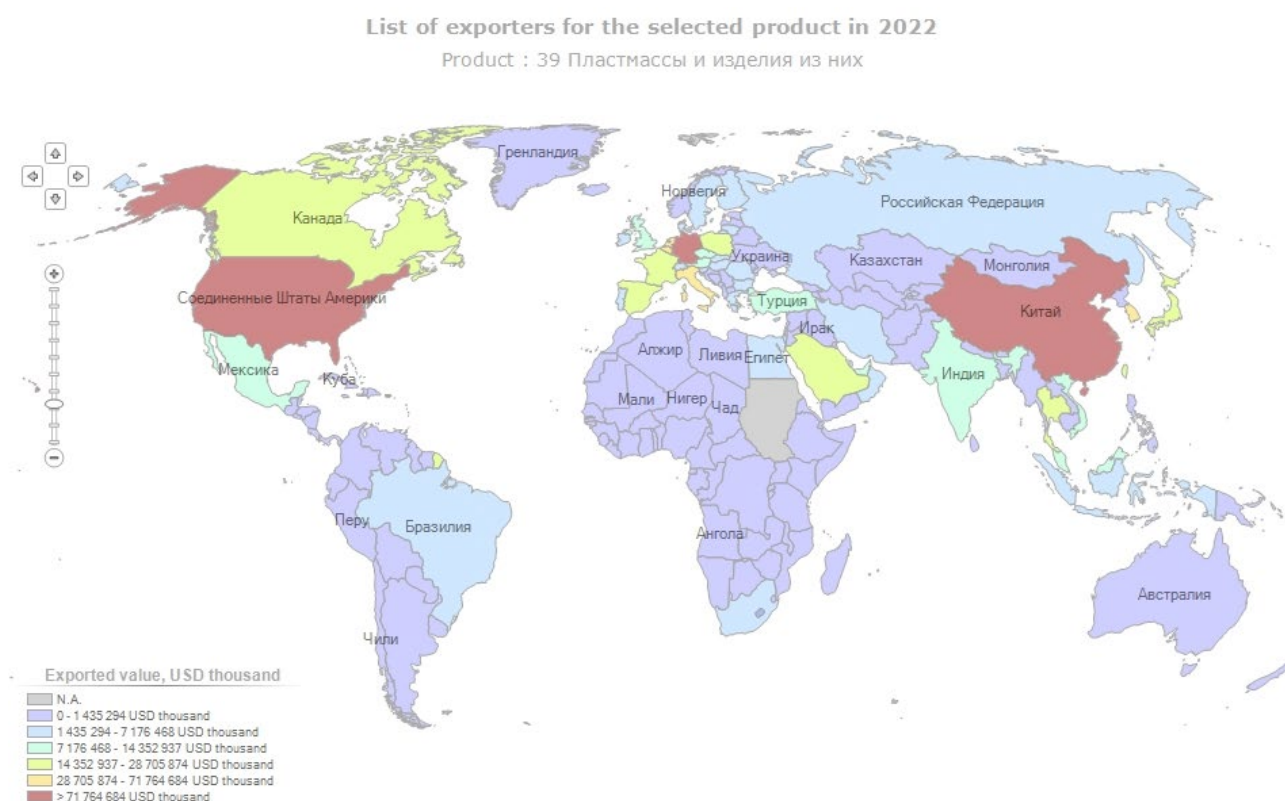 List of exporters for the selected product in 2022
Product : 39 Пластмассы и изделия из них
Гренландия
Норвегия
Российская Федерация
Канада
Украина
Казахстан
Монголия
Соединенные Штаты Америки
Турция
Китай
Ирак
Алжир
Ливия
Египет
Мексика
Куба
Индия
Мали
Нигер
Чад
Перу
Бразилия
Ангола
Австралия
Чили
Exported value, USD thousand
N.A.
0 - 1 435 294 USD thousand
1 435 294 - 7 176 468 USD thousand
7 176 468 - 14 352 937 USD thousand
14 352 937 - 28 705 874 USD thousand
28 705 874 - 71 764 684 USD thousand
> 71 764 684 USD thousand